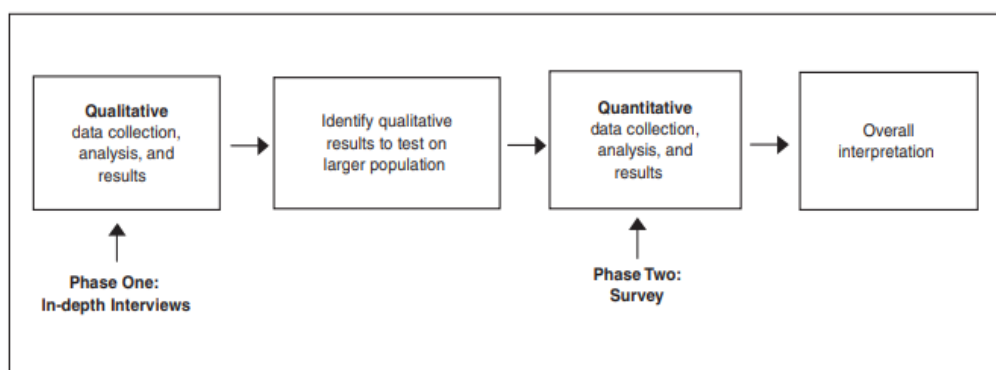 Qualitative
data collection,
analysis, and
results
Identify qualitative
results to test on
larger population
Quantitative
data collection,
analysis, and
results
Overall
interpretation
Phase One:
In-depth Interviews
Phase Two:
Survey